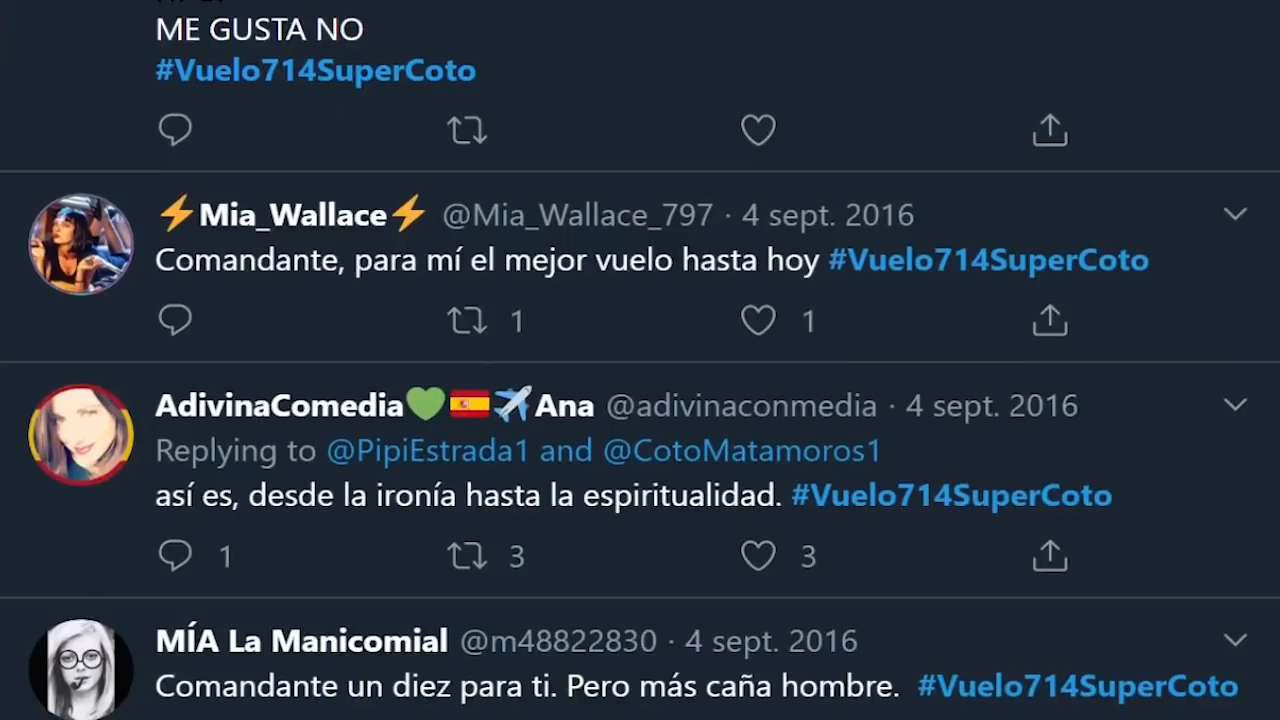 ME GUSTA NO
#Vuelo714SuperCoto
⚡Mia_Wallace⚡ @Mia_Wallace_797 · 4 sept. 2016
Comandante, para mí el mejor vuelo hasta hoy #Vuelo714SuperCoto
1 1
AdivinaComedia💚🇪🇸✈️Ana @adivinaconmedia · 4 sept. 2016
Replying to @PipiEstrada1 and @CotoMatamoros1
así es, desde la ironía hasta la espiritualidad. #Vuelo714SuperCoto
1 3 3
MÍA La Manicomial @m48822830 · 4 sept. 2016
Comandante un diez para ti. Pero más caña hombre. #Vuelo714SuperCoto